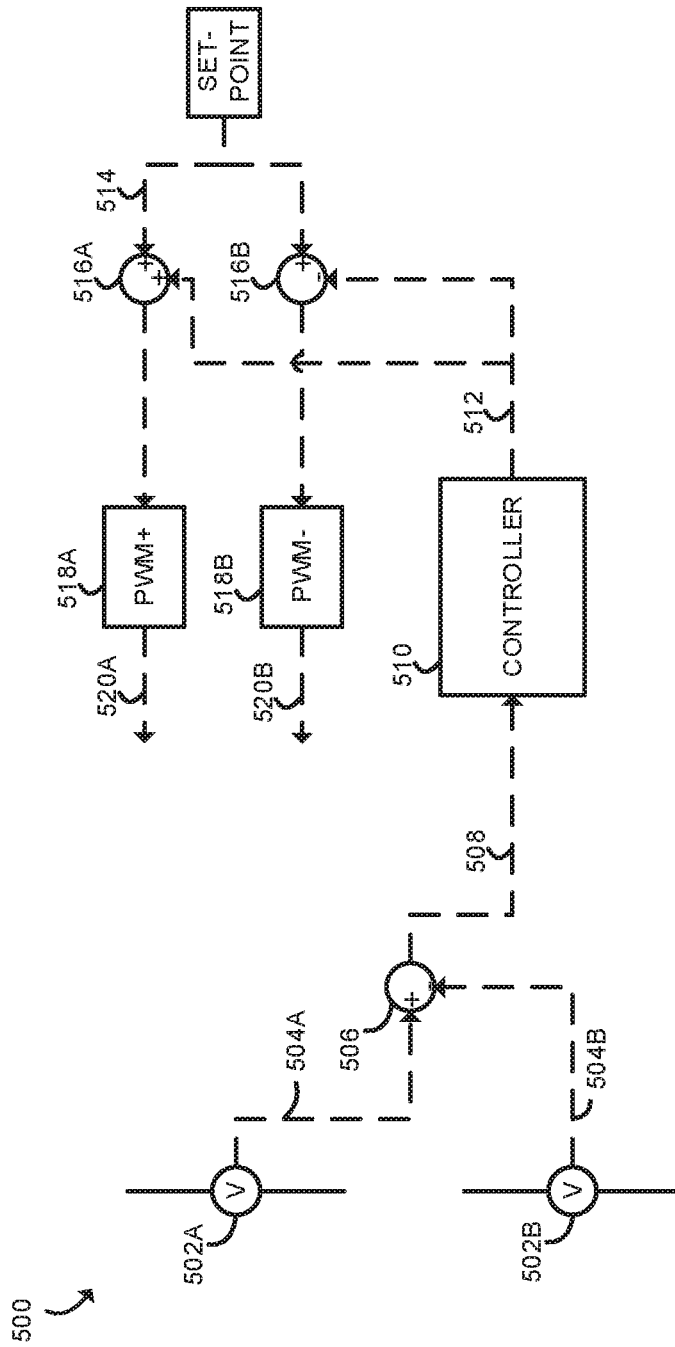 500
502A
V
504A
502B
V
504B
506
+
-
508
510
CONTROLLER
512
SET-
POINT
514
516A
+
+
516B
+
-
518A
PWM+
518B
PWM-
520A
520B